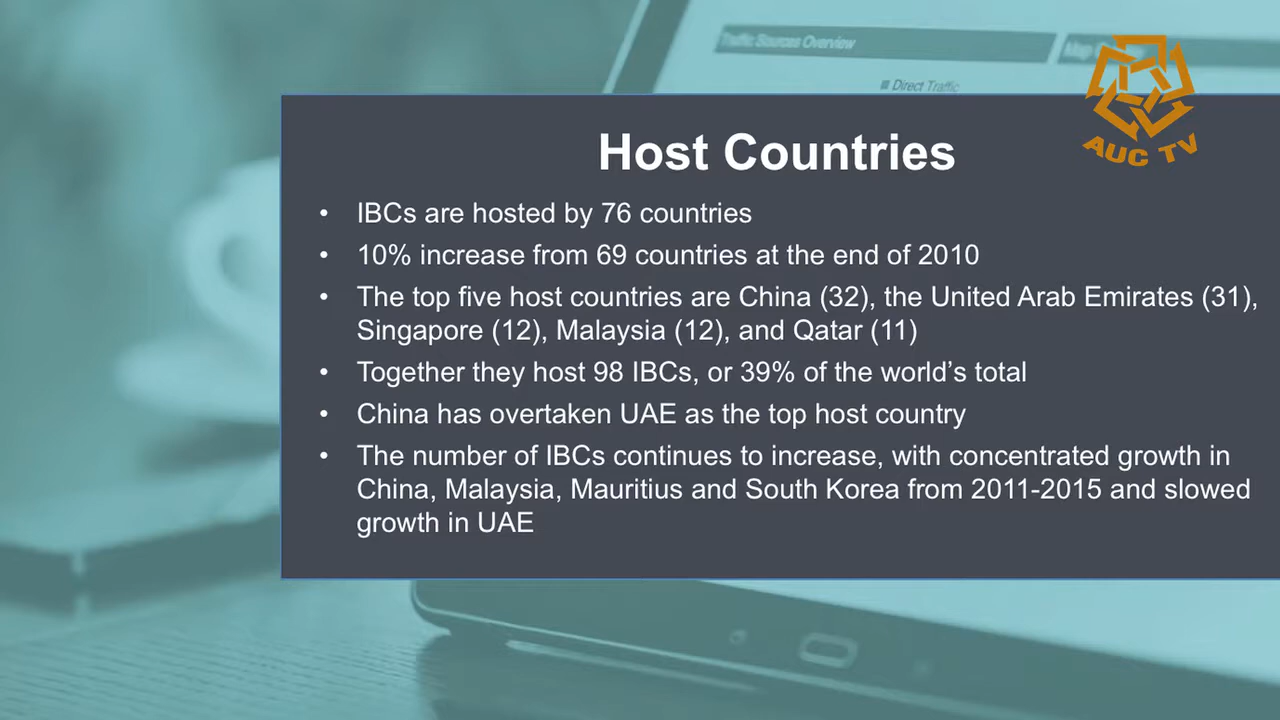 Traffic Sources Overview
Map
Direct Traffic
AUC TV
Host Countries
• IBCs are hosted by 76 countries
• 10% increase from 69 countries at the end of 2010
• The top five host countries are China (32), the United Arab Emirates (31),
Singapore (12), Malaysia (12), and Qatar (11)
• Together they host 98 IBCs, or 39% of the world’s total
• China has overtaken UAE as the top host country
• The number of IBCs continues to increase, with concentrated growth in
China, Malaysia, Mauritius and South Korea from 2011-2015 and slowed
growth in UAE